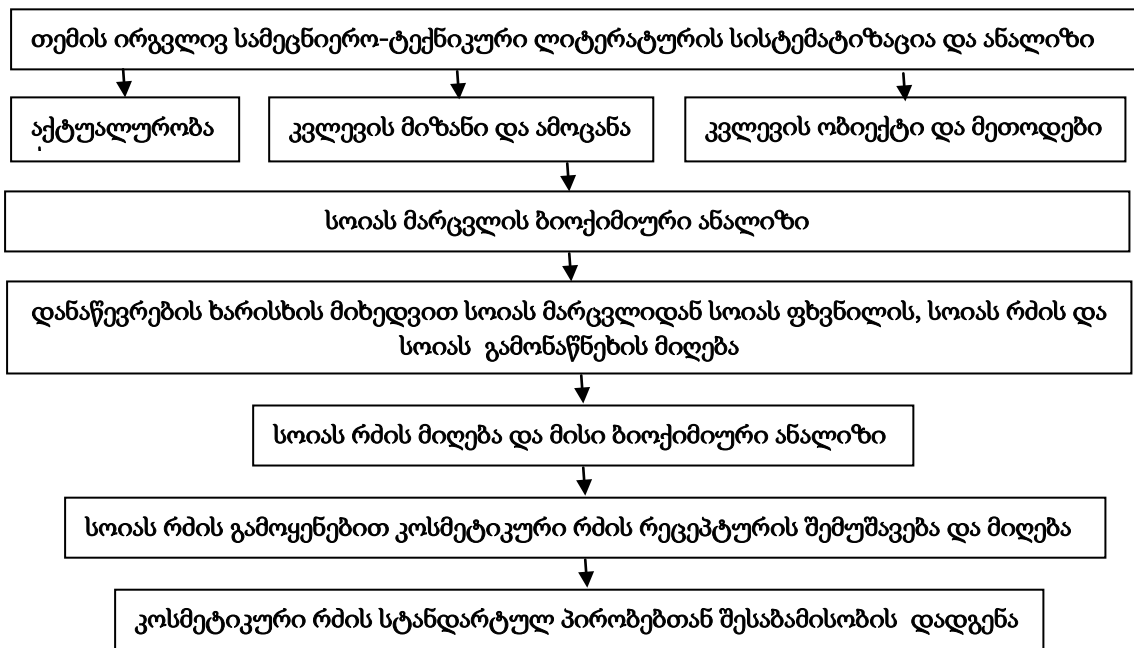 თემის ირგვლივ სამეცნიერო-ტექნიკური ლიტერატურის სისტემატიზაცია და ანალიზი
აქტუალურობა
კვლევის მიზანი და ამოცანა
კვლევის ობიექტი და მეთოდები
სოიას მარცვლის ბიოქიმიური ანალიზი
დანაწევრების ხარისხის მიხედვით სოიას მარცვლიდან სოიას ფხვნილის, სოიას რძის და
სოიას გამონაწნეხის მიღება
სოიას რძის მიღება და მისი ბიოქიმიური ანალიზი
სოიას რძის გამოყენებით კოსმეტიკური რძის რეცეპტურის შემუშავება და მიღება
კოსმეტიკური რძის სტანდარტულ პირობებთან შესაბამისობის დადგენა